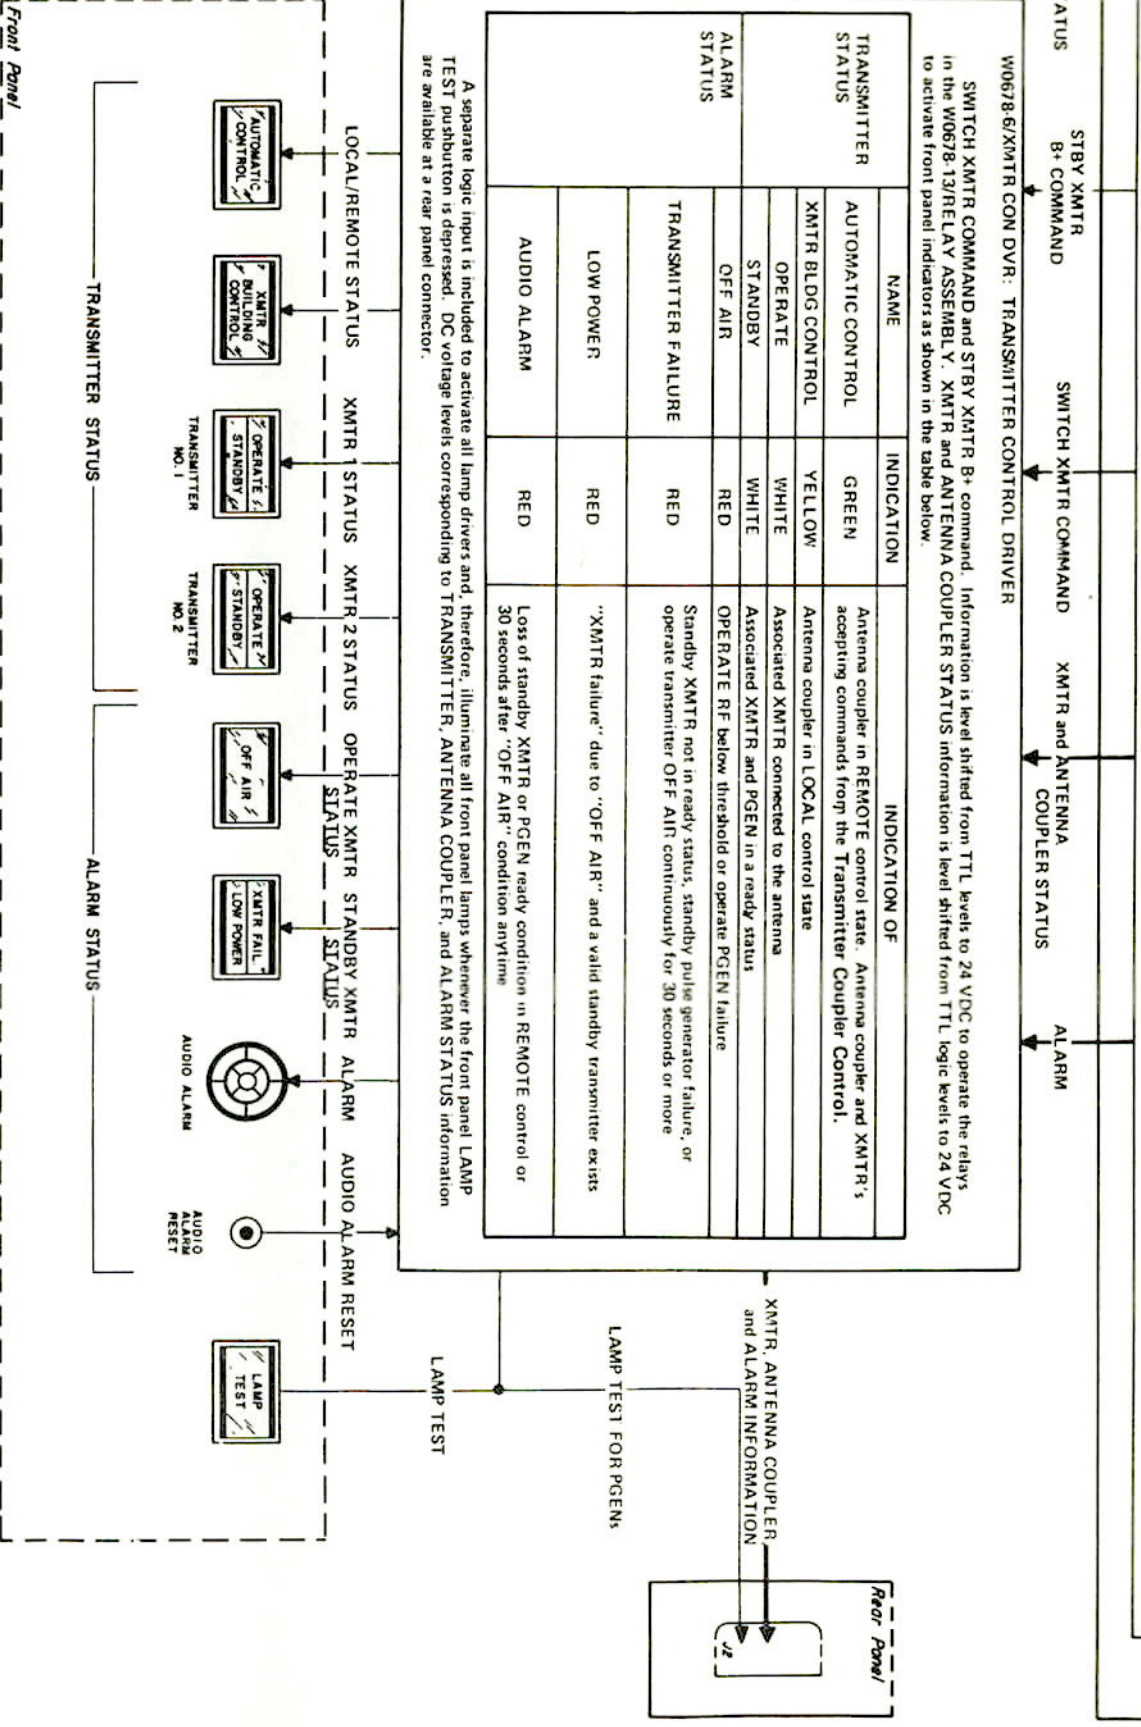 ATUS
STBY XMTR
B+ COMMAND
SWITCH XMTR COMMAND
XMTR and ANTENNA
COUPLER STATUS
ALARM
W0678-6/XMTR CON DVR: TRANSMITTER CONTROL DRIVER
SWITCH XMTR COMMAND and STBY XMTR B+ command. Information is level shifted from TTL levels to 24 VDC to operate the relays
in the W0678-13/RELAY ASSEMBLY. XMTR and ANTENNA COUPLER STATUS information is level shifted from TTL logic levels to 24 VDC
to activate front panel indicators as shown in the table below.
NAME INDICATION INDICATION OF
TRANSMITTER
STATUS
AUTOMATIC CONTROL GREEN Antenna coupler in REMOTE control state. Antenna coupler and XMTR's
accepting commands from the Transmitter Coupler Control.
XMTR BLDG CONTROL YELLOW Antenna coupler in LOCAL control state
OPERATE WHITE Associated XMTR connected to the antenna
STANDBY WHITE Associated XMTR and PGEN in a ready status
ALARM
STATUS
OFF AIR RED OPERATE RF below threshold or operate PGEN failure
TRANSMITTER FAILURE RED Standby XMTR not in ready status, standby pulse generator failure, or
operate transmitter OFF AIR continuously for 30 seconds or more
LOW POWER RED "XMTR failure" due to "OFF AIR" and a valid standby transmitter exists
AUDIO ALARM RED Loss of standby XMTR or PGEN ready condition in REMOTE control or
30 seconds after "OFF AIR" condition anytime
A separate logic input is included to activate all lamp drivers and, therefore, illuminate all front panel lamps whenever the front panel LAMP
TEST pushbutton is depressed. DC voltage levels corresponding to TRANSMITTER, ANTENNA COUPLER, and ALARM STATUS information
are available at a rear panel connector.
XMTR, ANTENNA COUPLER
and ALARM INFORMATION
Rear Panel
J2
LAMP TEST FOR PGENs
LAMP TEST
LOCAL/REMOTE STATUS
XMTR 1 STATUS
XMTR 2 STATUS
OPERATE XMTR
STATUS
STANDBY XMTR
STATUS
ALARM
AUDIO ALARM RESET
AUTOMATIC
CONTROL
XMTR
BUILDING
CONTROL
OPERATE
STANDBY
OPERATE
STANDBY
OFF AIR
XMTR FAIL
LOW POWER
LAMP
TEST
TRANSMITTER
NO. 1
TRANSMITTER
NO. 2
AUDIO ALARM
AUDIO
ALARM
RESET
TRANSMITTER STATUS
ALARM STATUS
Front Panel